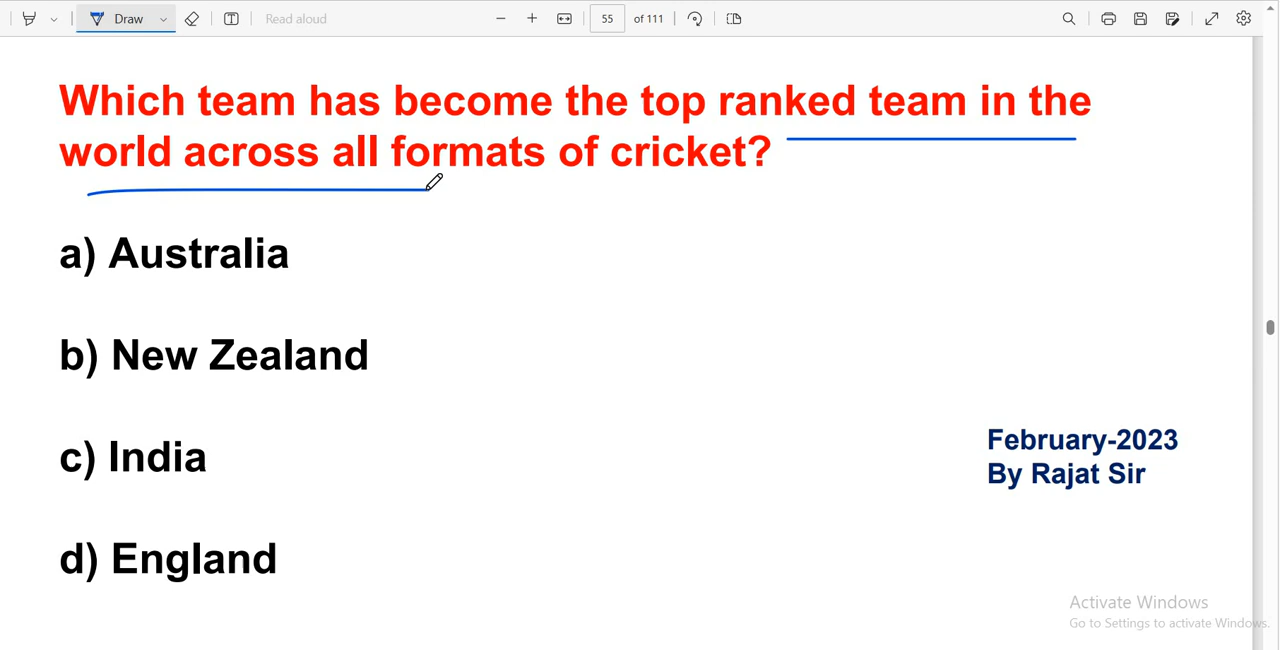 Draw
Read aloud
55 of 111
Which team has become the top ranked team in the
world across all formats of cricket?
a) Australia
b) New Zealand
c) India
February-2023
By Rajat Sir
d) England
Activate Windows
Go to Settings to activate Windows.